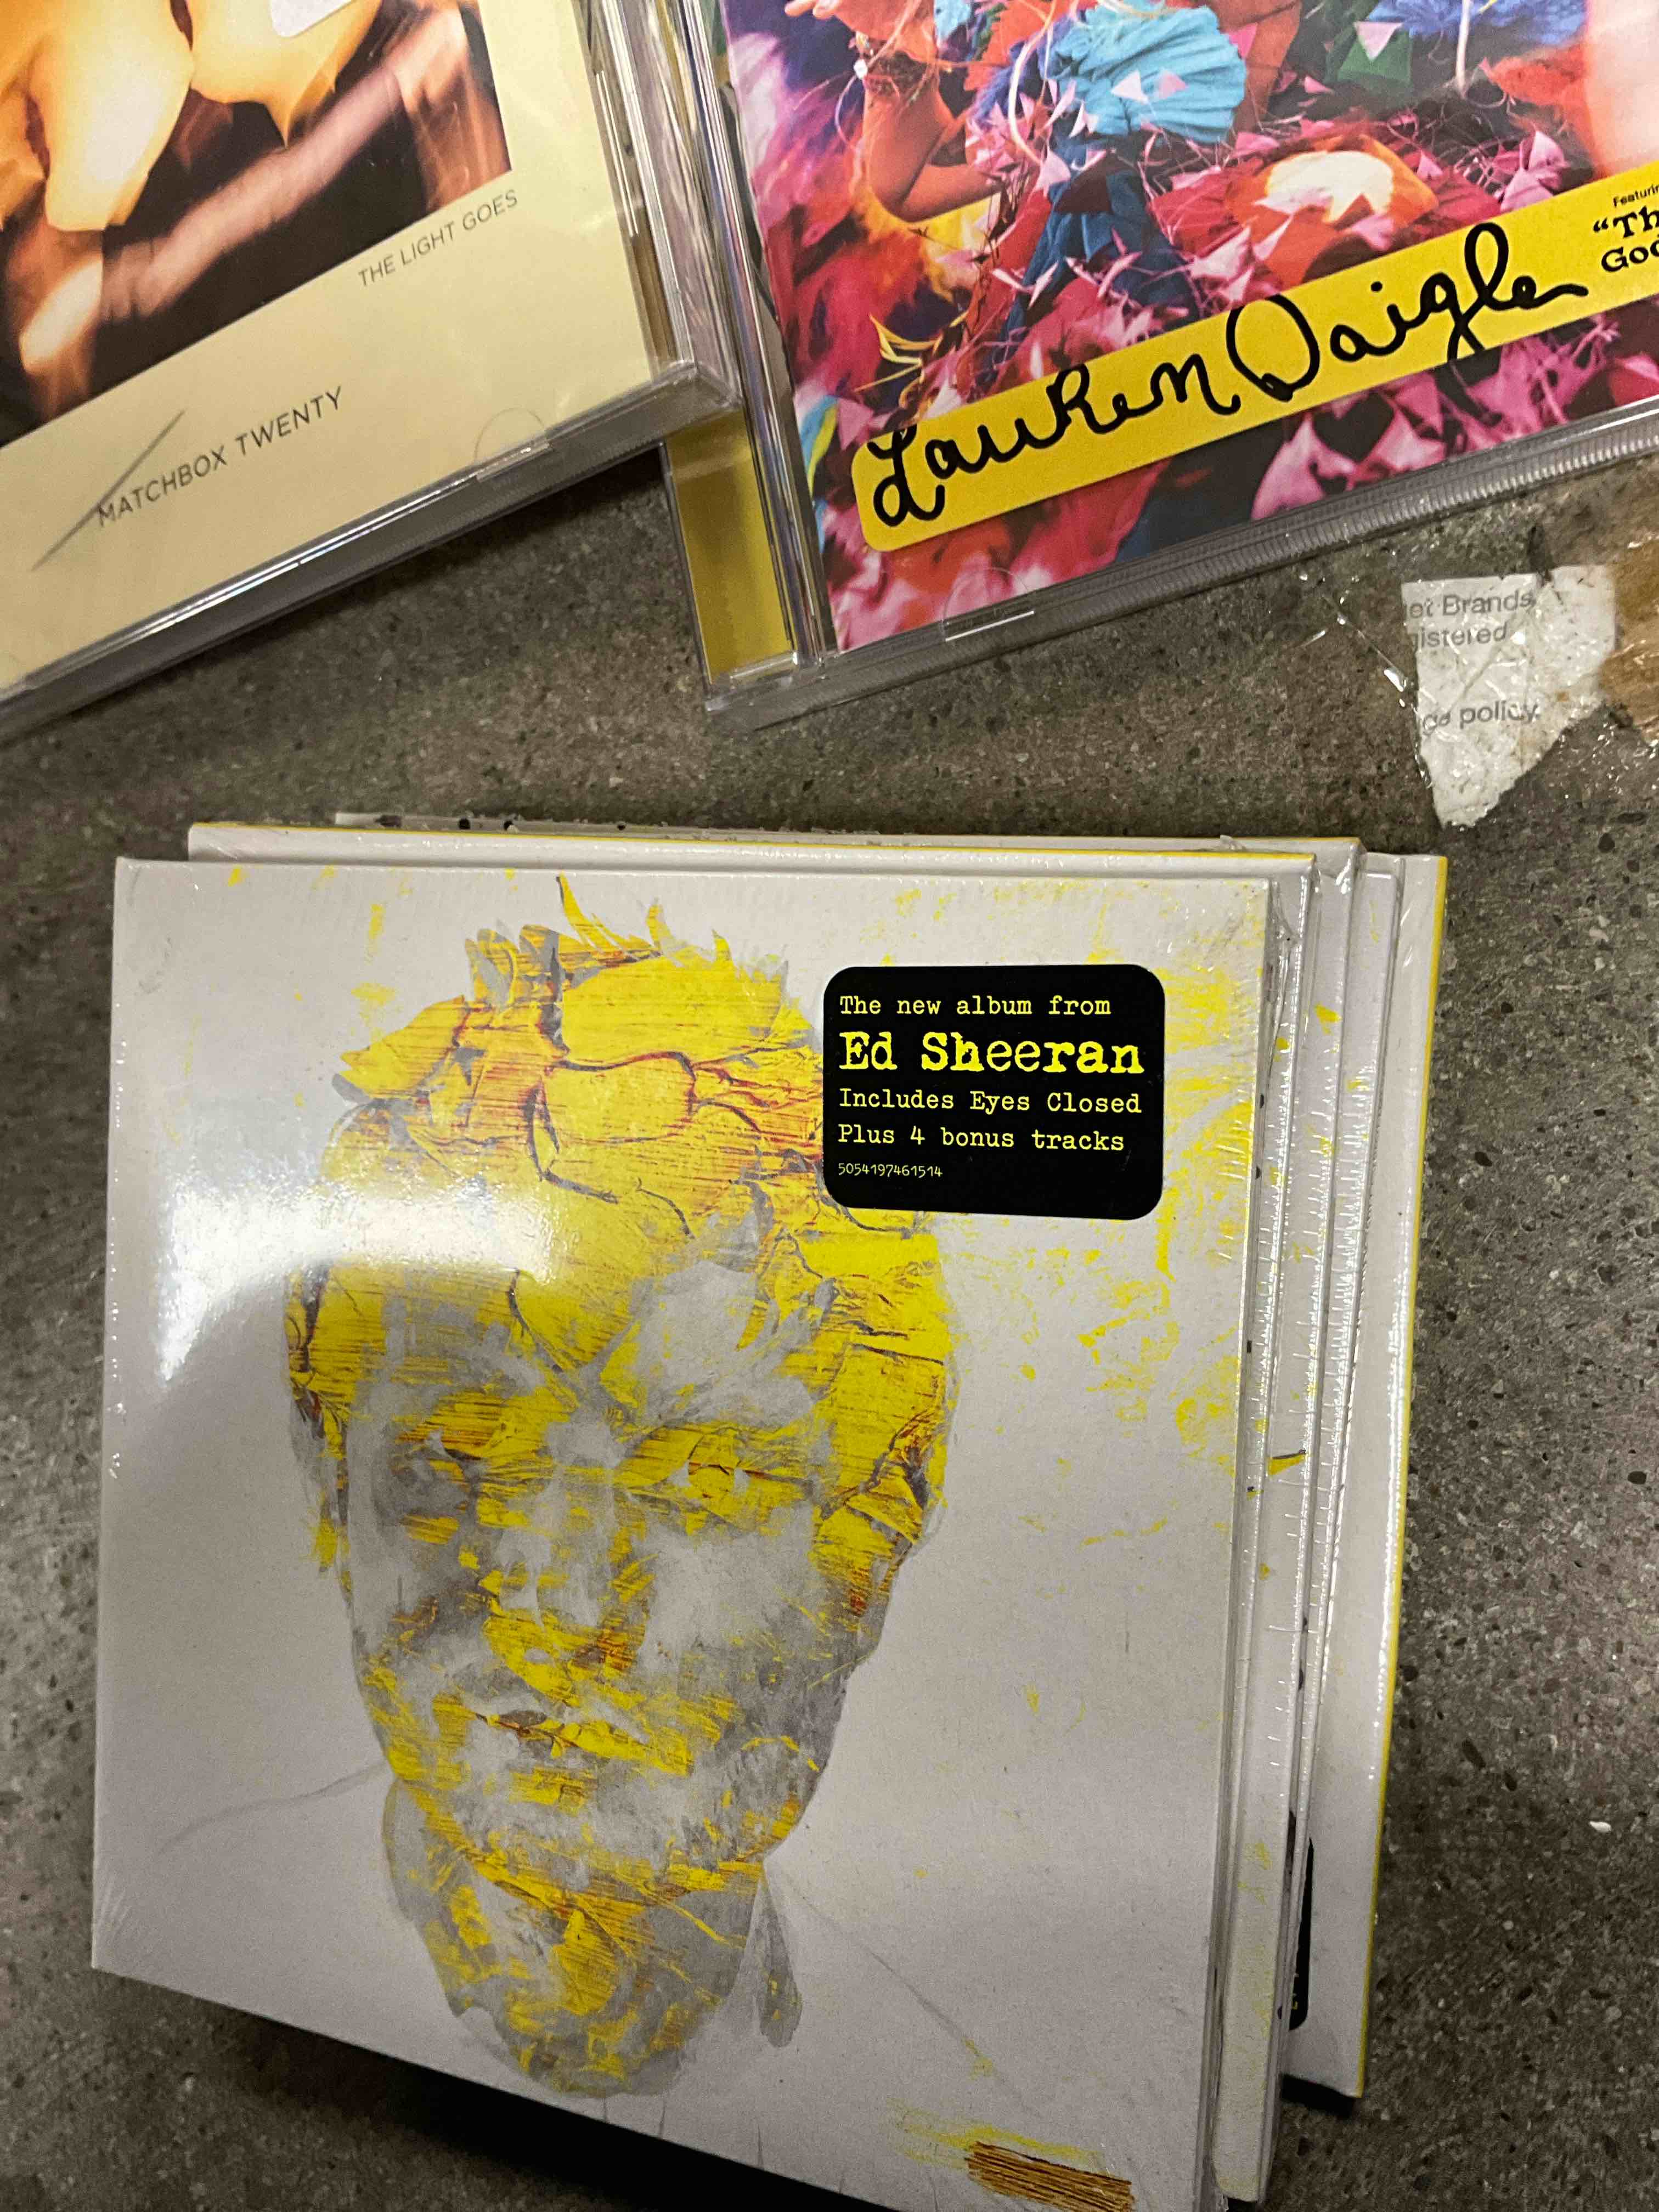 THE LIGHT GOES
MATCHBOX TWENTY
Lauren Daigle
“Th
God
et Brands
istered
policy.
The new album from
Ed Sheeran
Includes Eyes Closed
Plus 4 bonus tracks
5054197461514